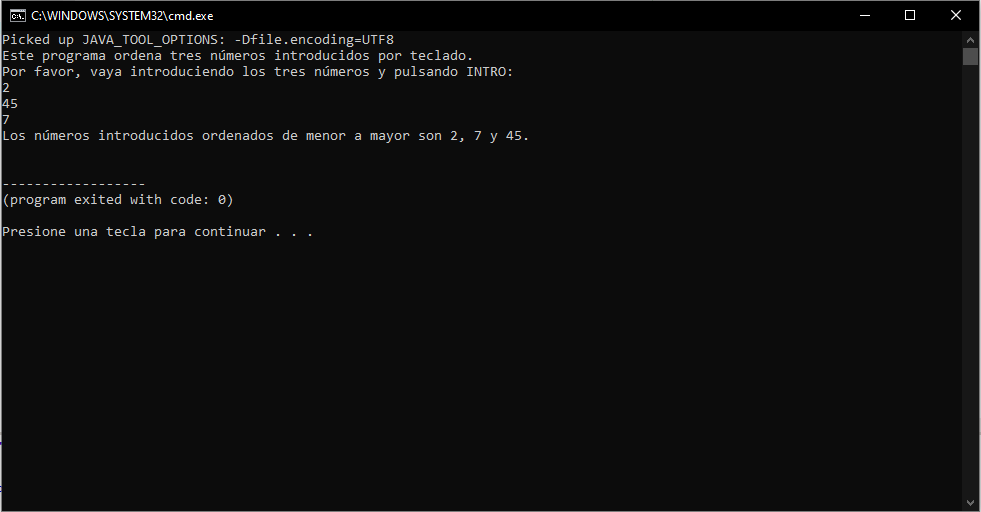 C:\WINDOWS\SYSTEM32\cmd.exe
Picked up JAVA_TOOL_OPTIONS: -Dfile.encoding=UTF8
Este programa ordena tres números introducidos por teclado.
Por favor, vaya introduciendo los tres números y pulsando INTRO:
2
45
7
Los números introducidos ordenados de menor a mayor son 2, 7 y 45.
------------------
(program exited with code: 0)
Presione una tecla para continuar . . .